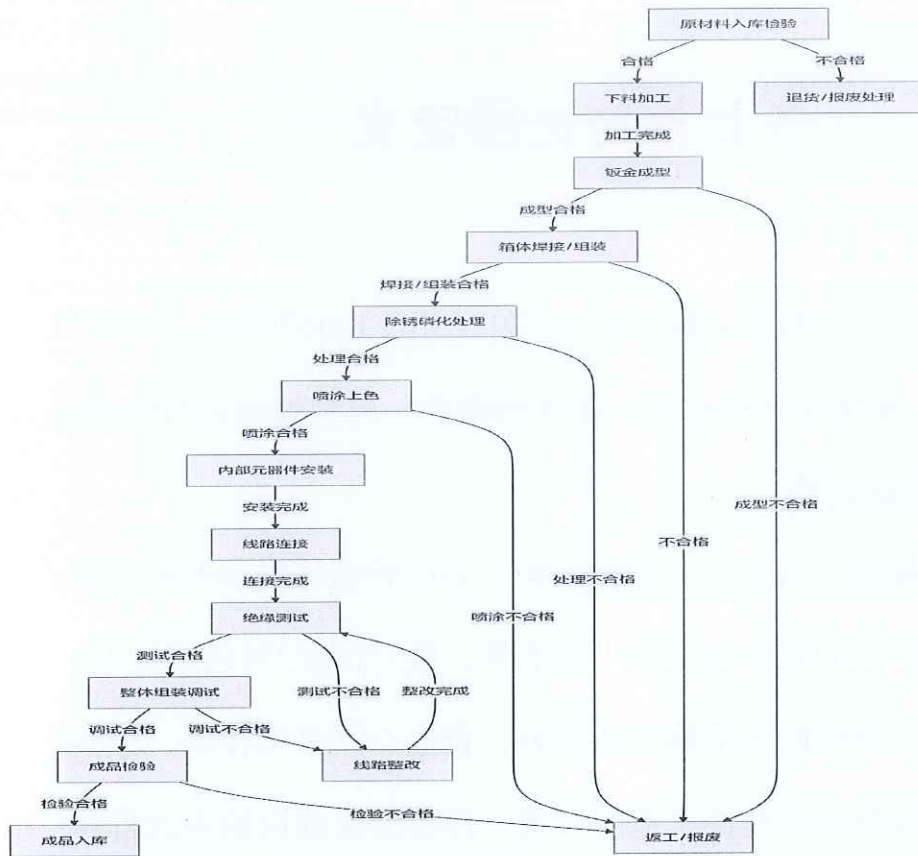 原材料入库检验
合格
不合格
下料加工
退货/报废处理
加工完成
钣金成型
成型合格
箱体焊接/组装
焊接/组装合格
除锈磷化处理
处理合格
喷涂上色
喷涂合格
内部元器件安装
安装完成
成型不合格
线路连接
不合格
连接完成
处理不合格
绝缘测试
喷涂不合格
测试合格
整体组装调试
测试不合格
整改完成
调试合格
调试不合格
成品检验
线路整改
检验合格
检验不合格
成品入库
返工/报废